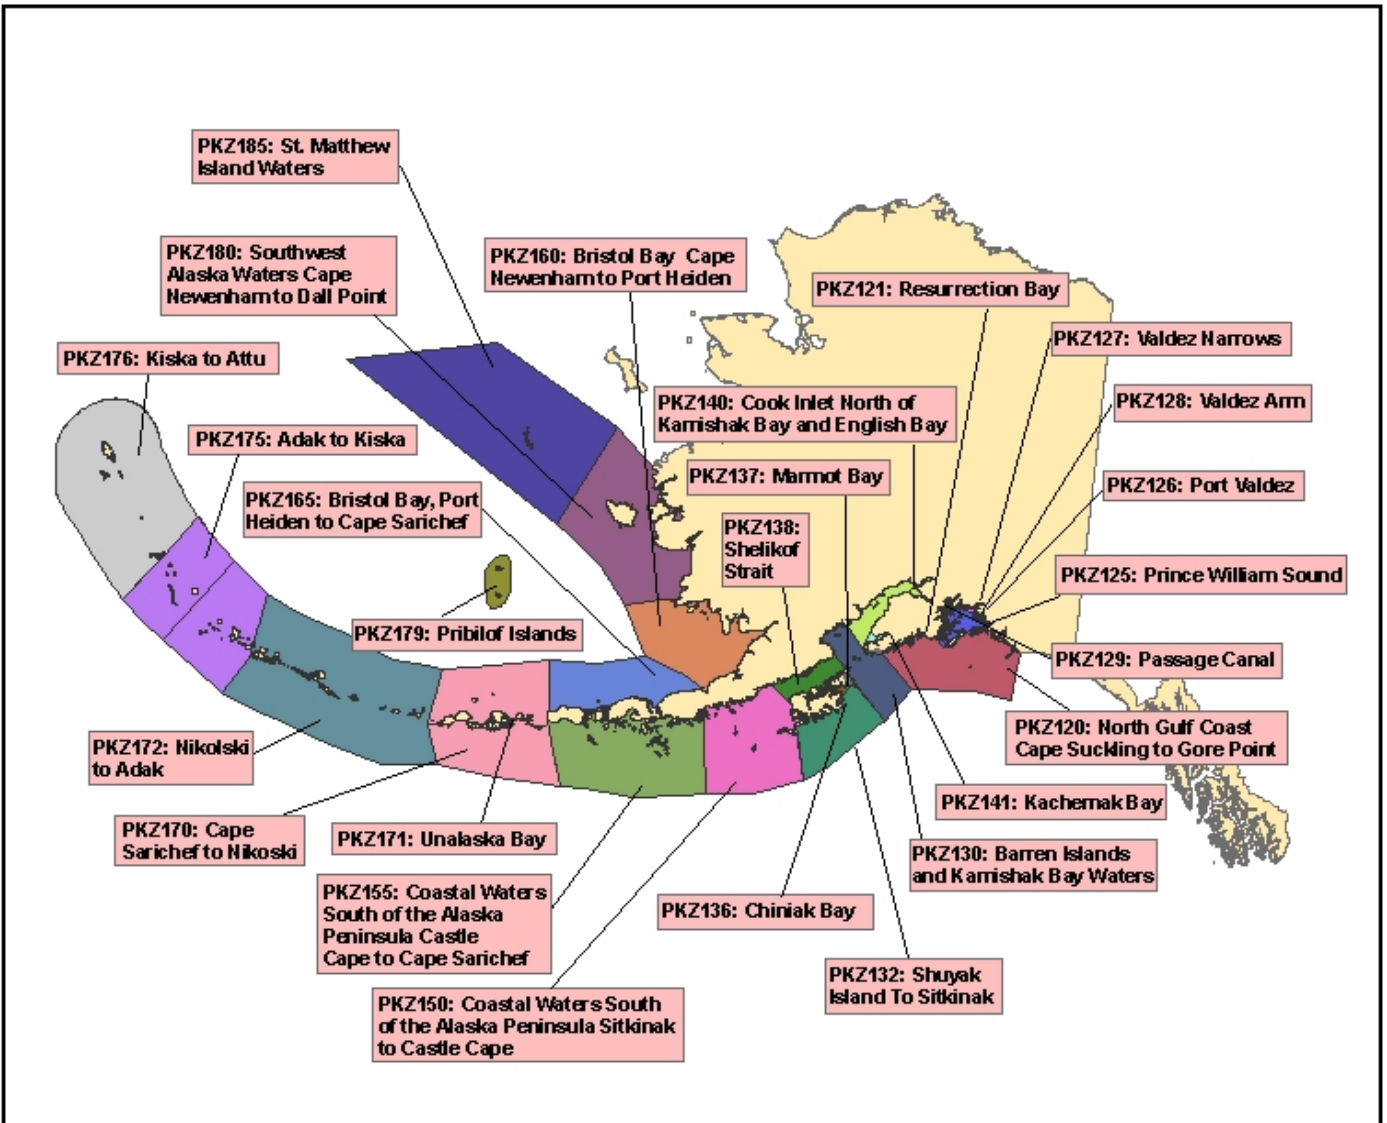 PKZ185: St. Matthew
Island Waters
PKZ180: Southwest
Alaska Waters Cape
Newenham to Dall Point
PKZ160: Bristol Bay Cape
Newenham to Port Heiden
PKZ121: Resurrection Bay
PKZ127: Valdez Narrows
PKZ176: Kiska to Attu
PKZ128: Valdez Arm
PKZ140: Cook Inlet North of
Kamishak Bay and English Bay
PKZ175: Adak to Kiska
PKZ137: Marmot Bay
PKZ126: Port Valdez
PKZ165: Bristol Bay, Port
Heiden to Cape Sarichef
PKZ138:
Shelikof
Strait
PKZ125: Prince William Sound
PKZ179: Pribilof Islands
PKZ129: Passage Canal
PKZ120: North Gulf Coast
Cape Suckling to Gore Point
PKZ172: Nikolski
to Adak
PKZ141: Kachemak Bay
PKZ170: Cape
Sarichef to Nikoski
PKZ171: Unalaska Bay
PKZ130: Barren Islands
and Kamishak Bay Waters
PKZ155: Coastal Waters
South of the Alaska
Peninsula Castle
Cape to Cape Sarichef
PKZ136: Chiniak Bay
PKZ132: Shuyak
Island To Sitkinak
PKZ150: Coastal Waters South
of the Alaska Peninsula Sitkinak
to Castle Cape